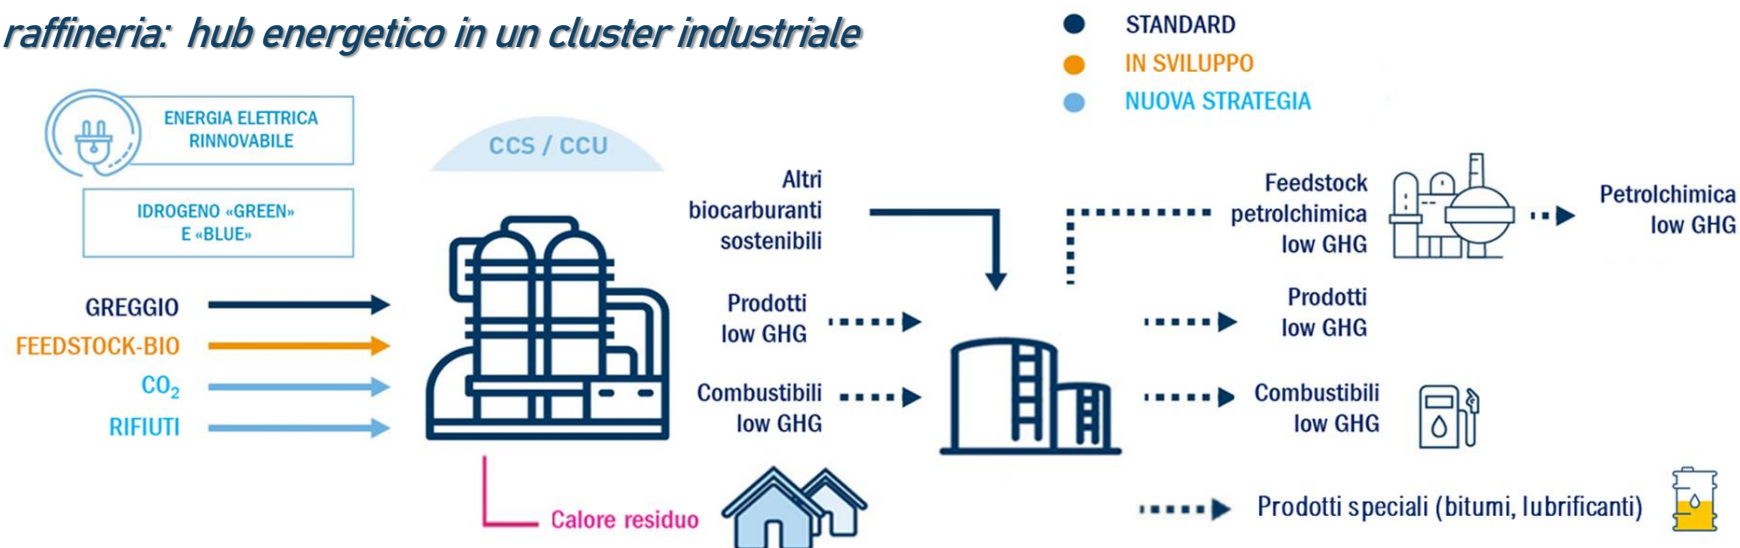 raffineria: hub energetico in un cluster industriale
STANDARD
IN SVILUPPO
NUOVA STRATEGIA
ENERGIA ELETTRICA
RINNOVABILE
IDROGENO «GREEN»
E «BLUE»
GREGGIO
FEEDSTOCK-BIO
CO₂
RIFIUTI
CCS / CCU
Calore residuo
Altri
biocarburanti
sostenibili
Prodotti
low GHG
Combustibili
low GHG
Feedstock
petrolchimica
low GHG
Petrolchimica
low GHG
Prodotti
low GHG
Combustibili
low GHG
Prodotti speciali (bitumi, lubrificanti)